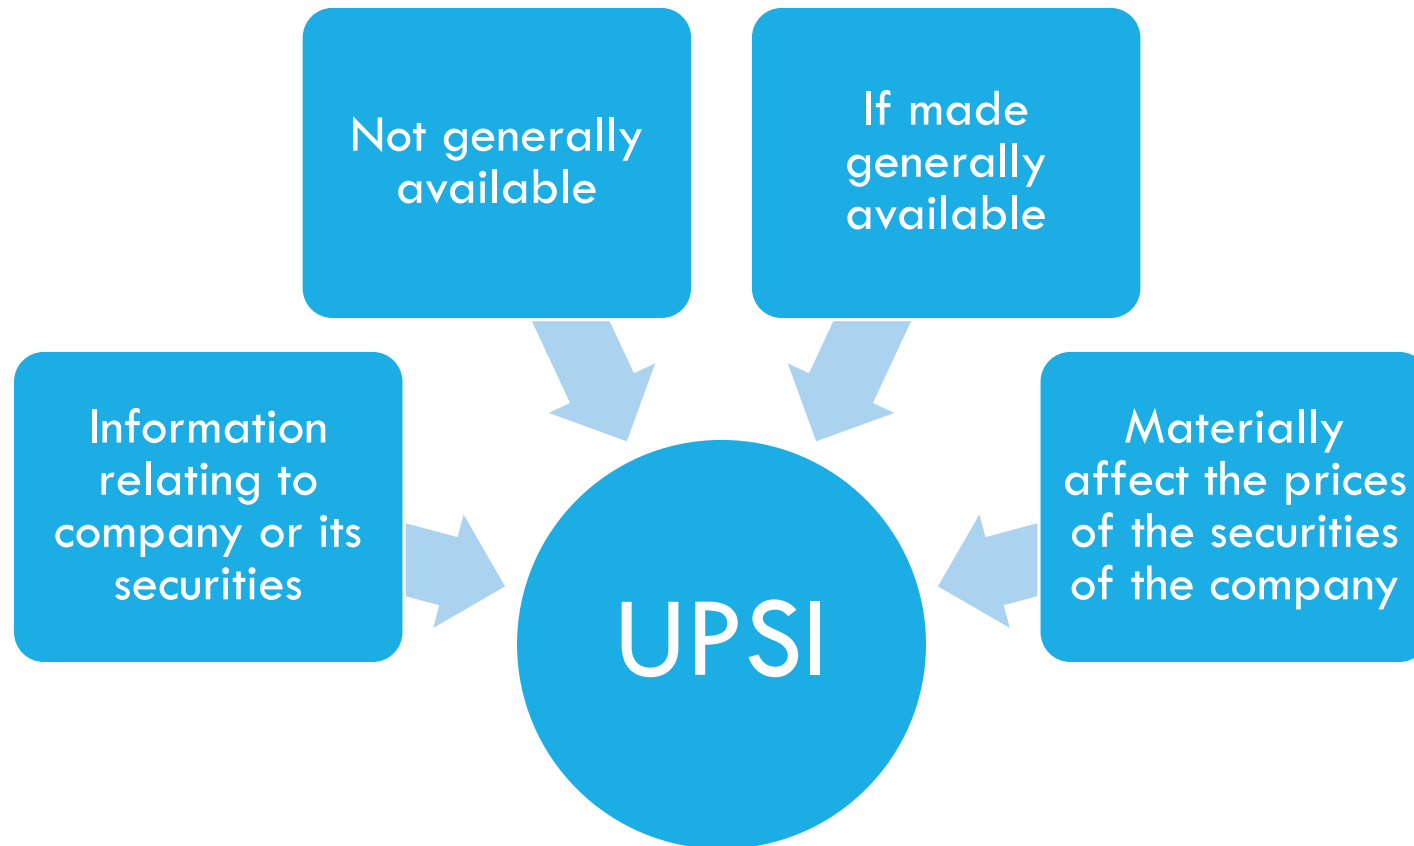 Not generally
available
If made
generally
available
Information
relating to
company or its
securities
Materially
affect the prices
of the securities
of the company
UPSI